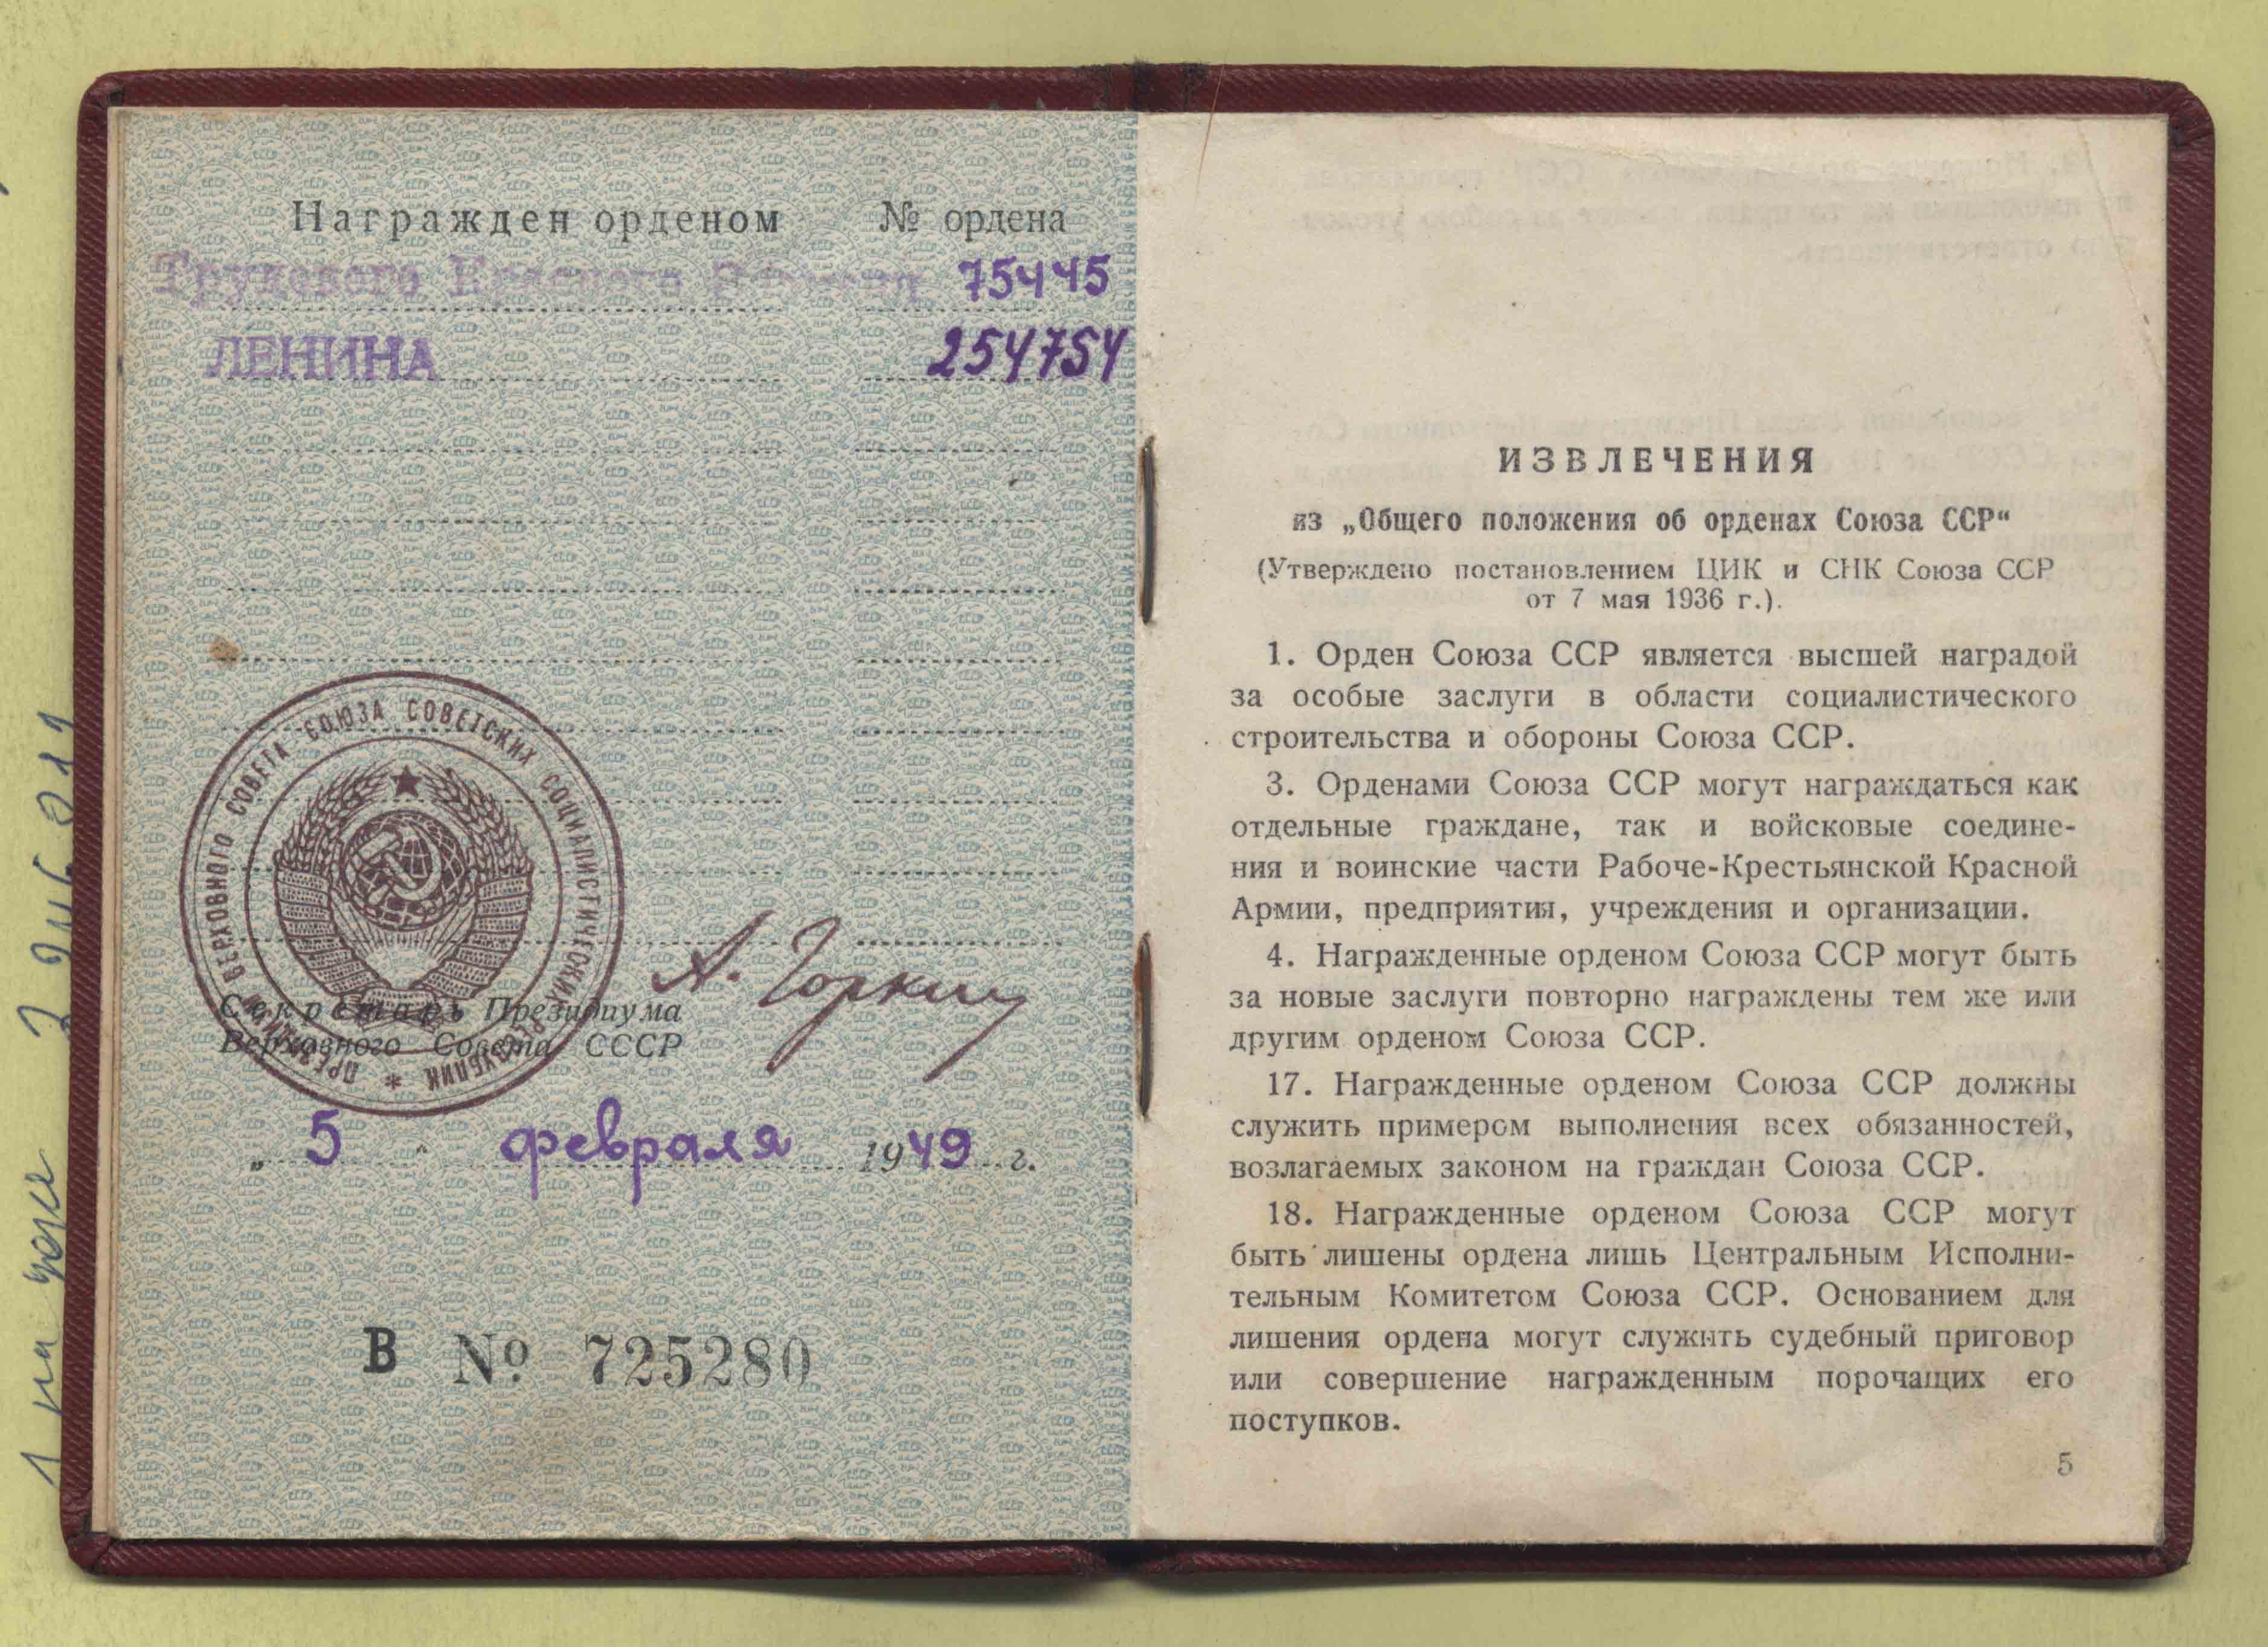 Награжден орденом № ордена
Трудового Красного 75445
ЛЕНИНА 254754
ПРЕЗИДИУМ ВЕРХОВНОГО СОВЕТА СОЮЗА СОВЕТСКИХ СОЦИАЛИСТИЧЕСКИХ РЕСПУБЛИК *
А. Горкин
Секретарь Президиума
Верховного Совета СССР
„ 5 " февраля 1949 г.
В № 725280
ИЗВЛЕЧЕНИЯ
из „Общего положения об орденах Союза ССР“
(Утверждено постановлением ЦИК и СНК Союза ССР
от 7 мая 1936 г.).
1. Орден Союза ССР является высшей наградой
за особые заслуги в области социалистического
строительства и обороны Союза ССР.
3. Орденами Союза ССР могут награждаться как
отдельные граждане, так и войсковые соедине-
ния и воинские части Рабоче-Крестьянской Красной
Армии, предприятия, учреждения и организации.
4. Награжденные орденом Союза ССР могут быть
за новые заслуги повторно награждены тем же или
другим орденом Союза ССР.
17. Награжденные орденом Союза ССР должны
служить примером выполнения всех обязанностей,
возлагаемых законом на граждан Союза ССР.
18. Награжденные орденом Союза ССР могут
быть лишены ордена лишь Центральным Исполни-
тельным Комитетом Союза ССР. Основанием для
лишения ордена могут служить судебный приговор
или совершение награжденным порочащих его
поступков.
5